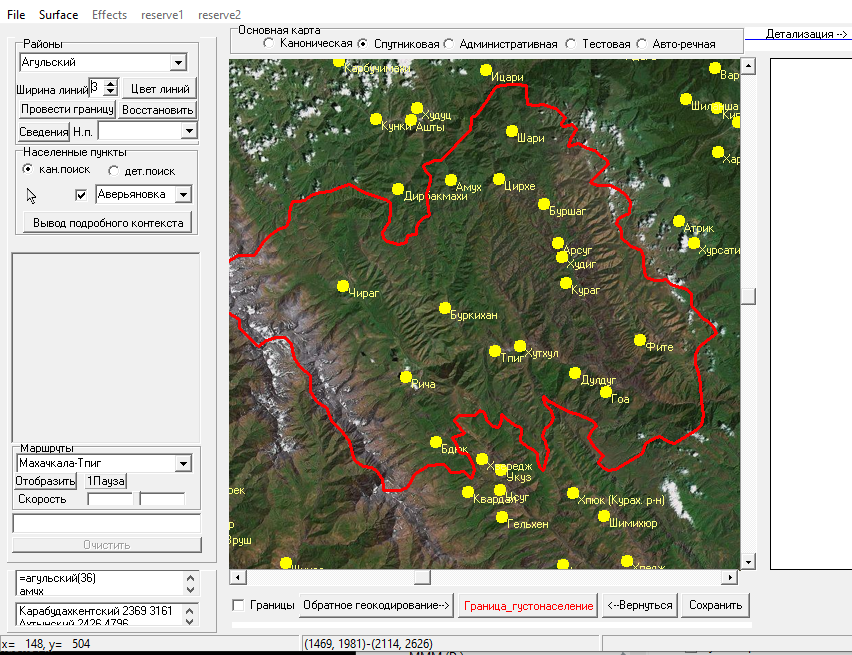 File Surface Effects reserve1 reserve2
Районы
Агульский
Ширина линий 3 Цвет линий
Провести границу Восстановить
Сведения Н.п.
Населенные пункты
кан.поиск дет.поиск
Аверьяновка
Вывод подробного контекста
Маршруты
Махачкала-Тпиг
Отобразить 1Пауза
Скорость
Очистить
=агульский(36)
амчх
Карабудахкентский 2369 3161
Ахтынский 2426 4796
x= 148, y= 504
(1469, 1981)-(2114, 2626)
Основная карта
Каноническая Спутниковая Административная Тестовая Авто-речная
Детализация -->
Карбучимахи
Ицари
Вар
Худуц
Кунки
Ашты
Шари
Хар
Амух
Цирхе
Дирбакмахи
Буршаг
Атрик
Хурсати
Арсуг
Худиг
Чираг
Кураг
Буркихан
Фите
Тпиг
Хутхул
Рича
Дулдуг
Гоа
Бдюк
Хпредж
Укуз
рек
Квардал
Усуг
Хпюк (Курах. р-н)
Гельхен
Шимихюр
Вруш
Границы Обратное геокодирование--> Граница_густонаселение <--Вернуться Сохранить